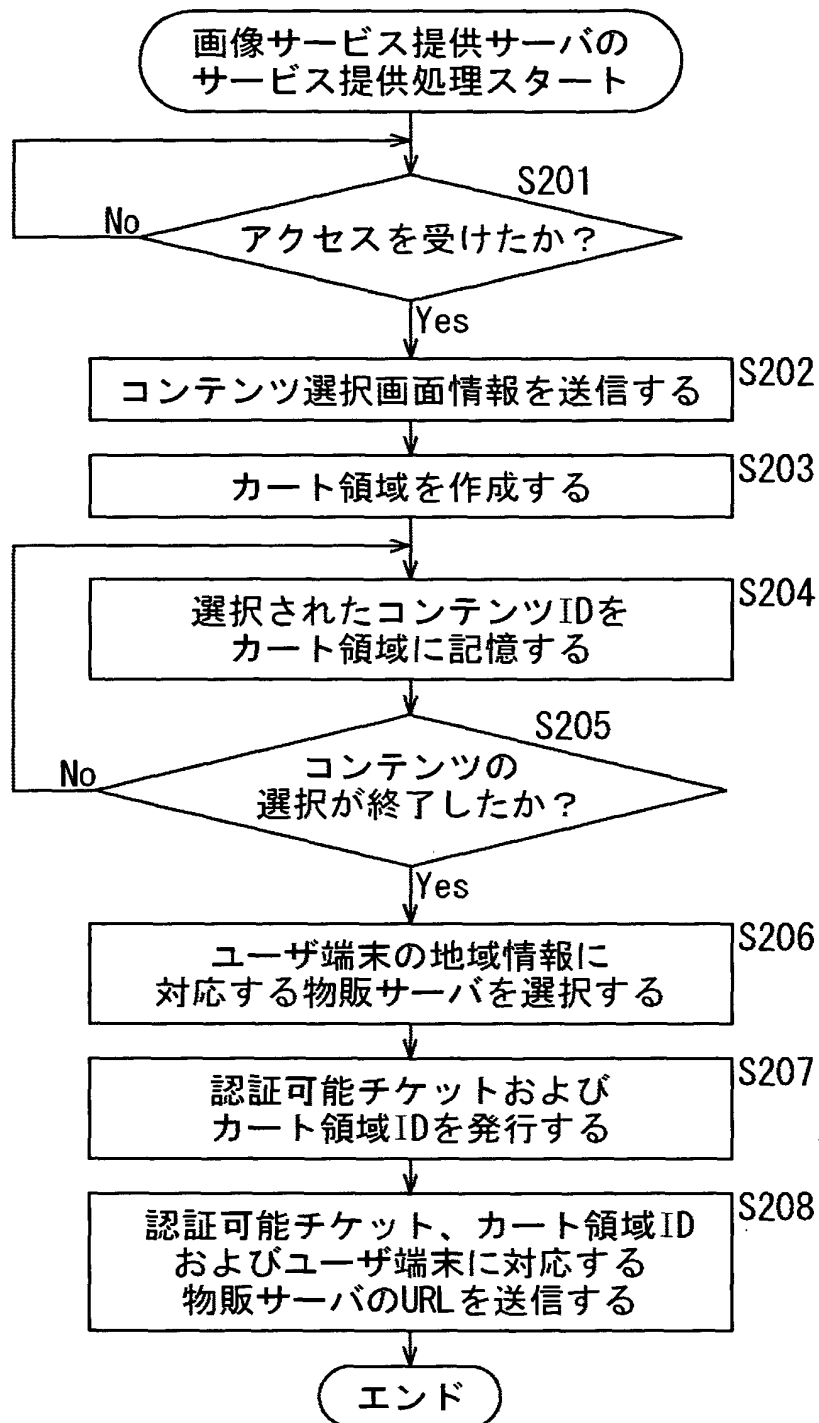 画像サービス提供サーバの
サービス提供処理スタート
S201
No
アクセスを受けたか?
Yes
S202
コンテンツ選択画面情報を送信する
S203
カート領域を作成する
S204
選択されたコンテンツIDを
カート領域に記憶する
S205
No
コンテンツの
選択が終了したか?
Yes
S206
ユーザ端末の地域情報に
対応する物販サーバを選択する
S207
認証可能チケットおよび
カート領域IDを発行する
S208
認証可能チケット、カート領域ID
およびユーザ端末に対応する
物販サーバのURLを送信する
エンド